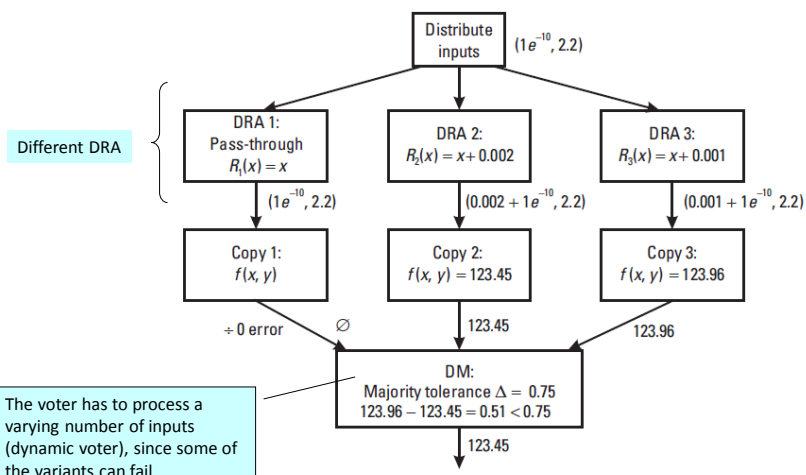 Distribute
inputs
(1e⁻¹⁰, 2.2)
Different DRA
DRA 1:
Pass-through
R₁(x) = x
DRA 2:
R₂(x) = x + 0.002
DRA 3:
R₃(x) = x + 0.001
(1e⁻¹⁰, 2.2)
(0.002 + 1e⁻¹⁰, 2.2)
(0.001 + 1e⁻¹⁰, 2.2)
Copy 1:
f(x, y)
Copy 2:
f(x, y) = 123.45
Copy 3:
f(x, y) = 123.96
÷ 0 error
∅
123.45
123.96
DM:
Majority tolerance Δ = 0.75
123.96 – 123.45 = 0.51 < 0.75
The voter has to process a
varying number of inputs
(dynamic voter), since some of
the variants can fail
123.45